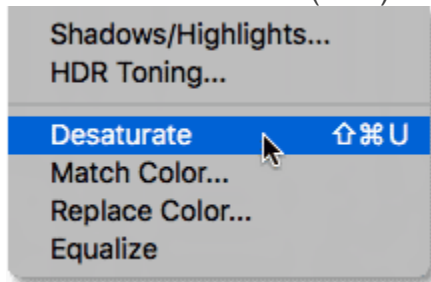 Shadows/Highlights...
HDR Toning...
Desaturate ⇧⌘U
Match Color...
Replace Color...
Equalize